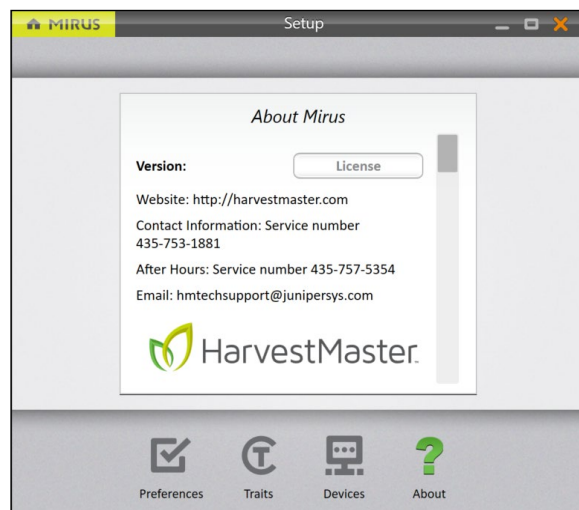 MIRUS
Setup
About Mirus
Version:
License
Website: http://harvestmaster.com
Contact Information: Service number
435-753-1881
After Hours: Service number 435-757-5354
Email: hmtechsupport@junipersys.com
HarvestMaster™
Preferences Traits Devices About